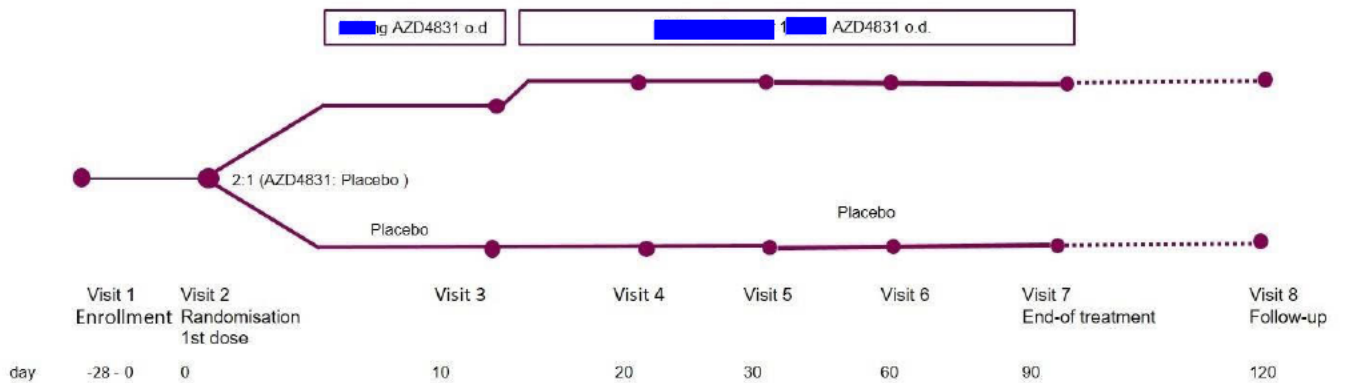 AZD4831 o.d
AZD4831 o.d.
2:1 (AZD4831: Placebo )
Placebo
Placebo
Visit 1 Visit 2 Visit 3 Visit 4 Visit 5 Visit 6 Visit 7 Visit 8
Enrollment Randomisation End-of treatment Follow-up
1st dose
day -28 - 0 0 10 20 30 60 90 120